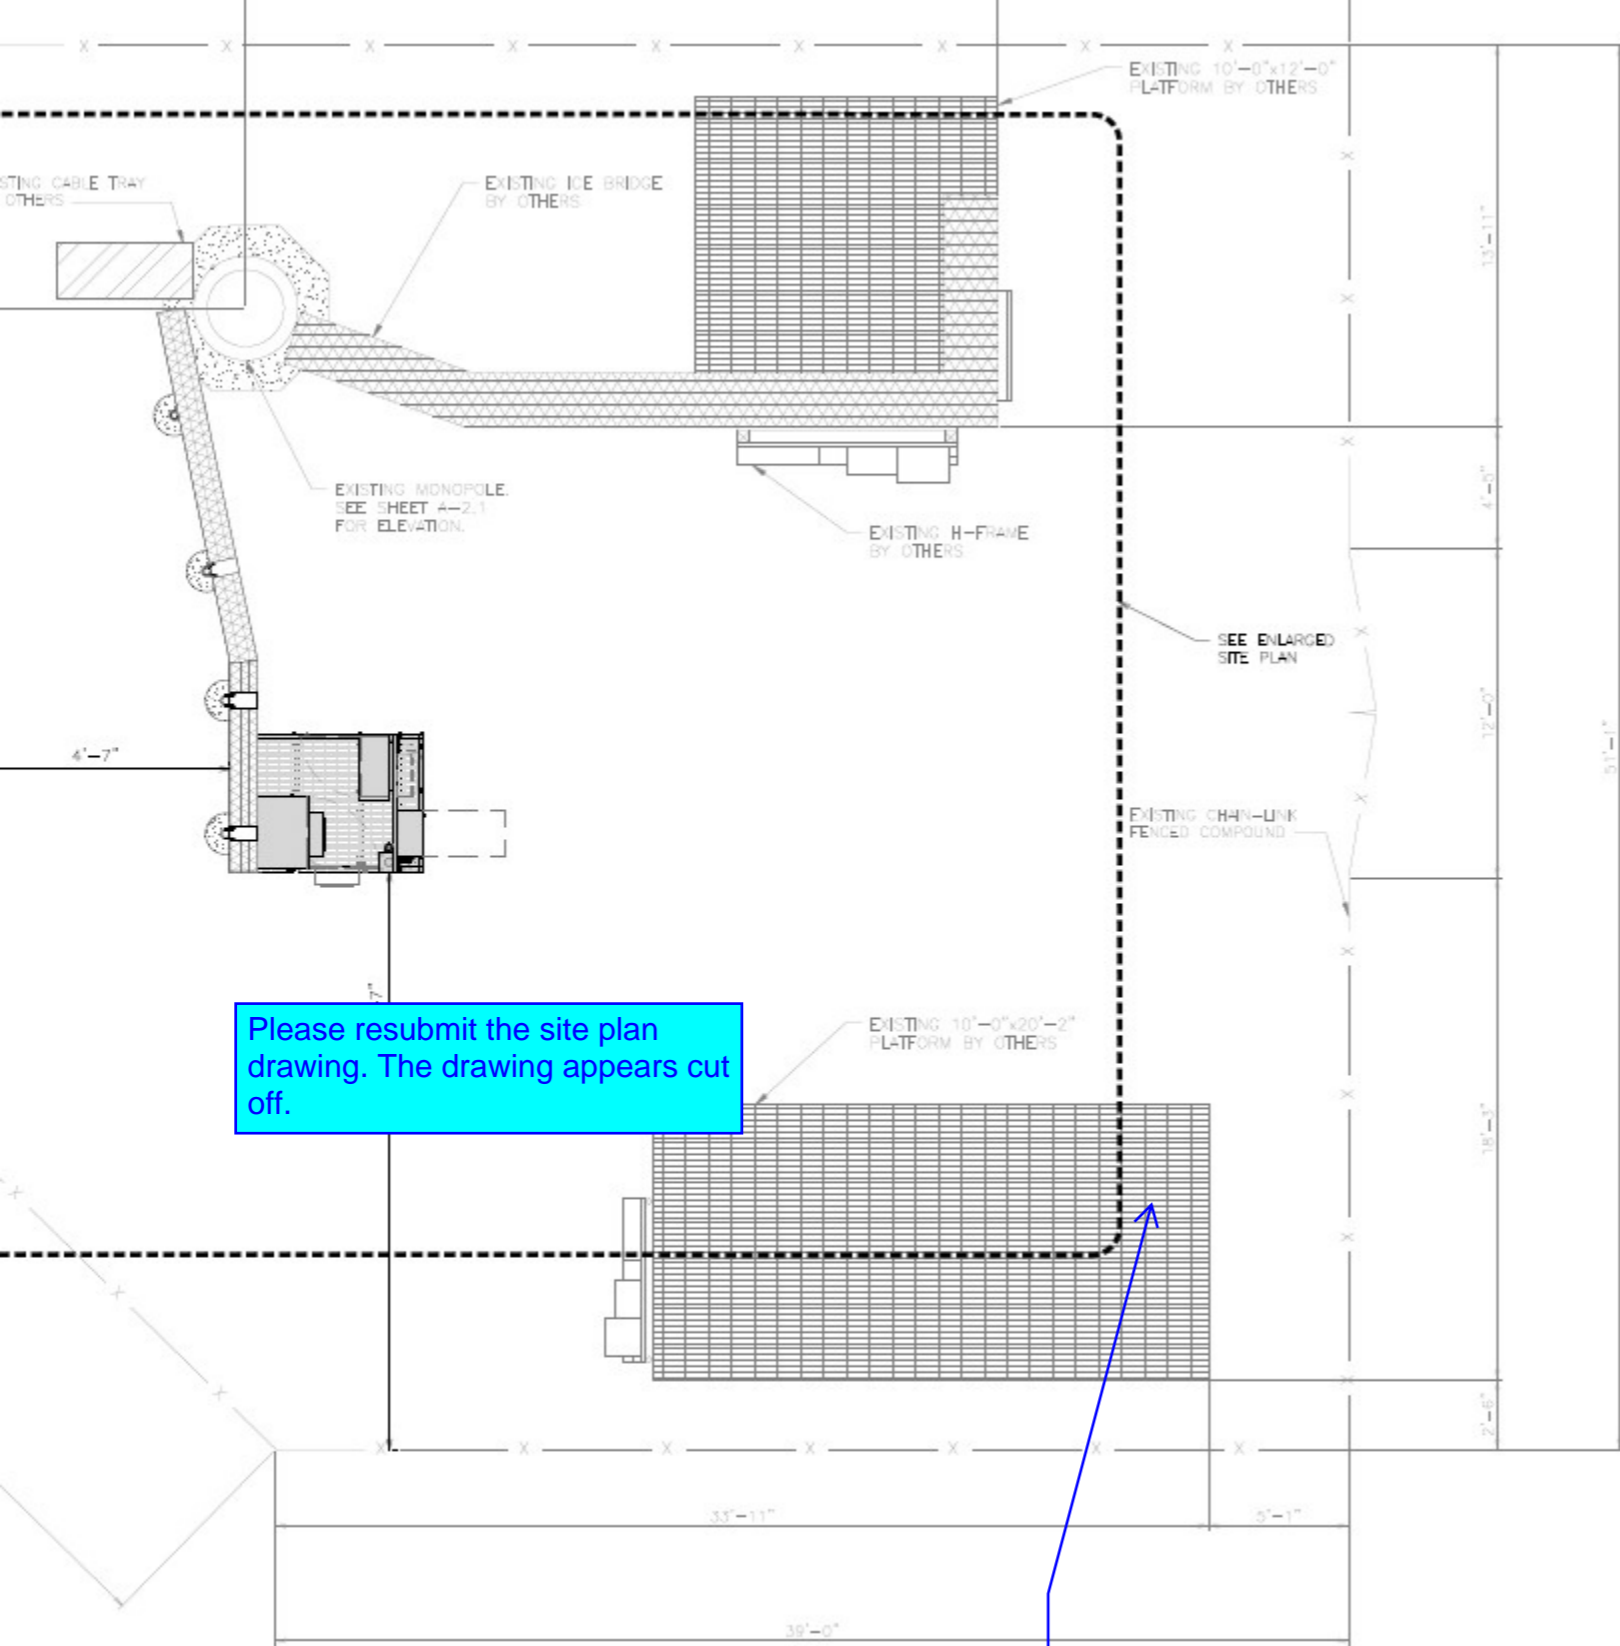 EXISTING 10'-0"x12'-0"
PLATFORM BY OTHERS
STING CABLE TRAY
OTHERS
EXISTING ICE BRIDGE
BY OTHERS
13'-11"
EXISTING MONOPOLE.
SEE SHEET A-2.1
FOR ELEVATION.
EXISTING H-FRAME
BY OTHERS
4'-5"
SEE ENLARGED
SITE PLAN
12'-0"
51'-1"
4'-7"
EXISTING CHAIN-LINK
FENCED COMPOUND
7"
Please resubmit the site plan
drawing. The drawing appears cut
off.
EXISTING 10'-0"x20'-2"
PLATFORM BY OTHERS
18'-3"
2'-6"
33'-11"
5'-1"
39'-0"